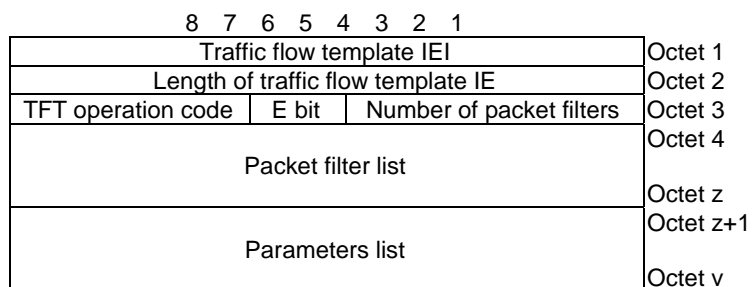 8 7 6 5 4 3 2 1
Traffic flow template IEI Octet 1
Length of traffic flow template IE Octet 2
TFT operation code E bit Number of packet filters Octet 3
Octet 4
Packet filter list
Octet z
Octet z+1
Parameters list
Octet v